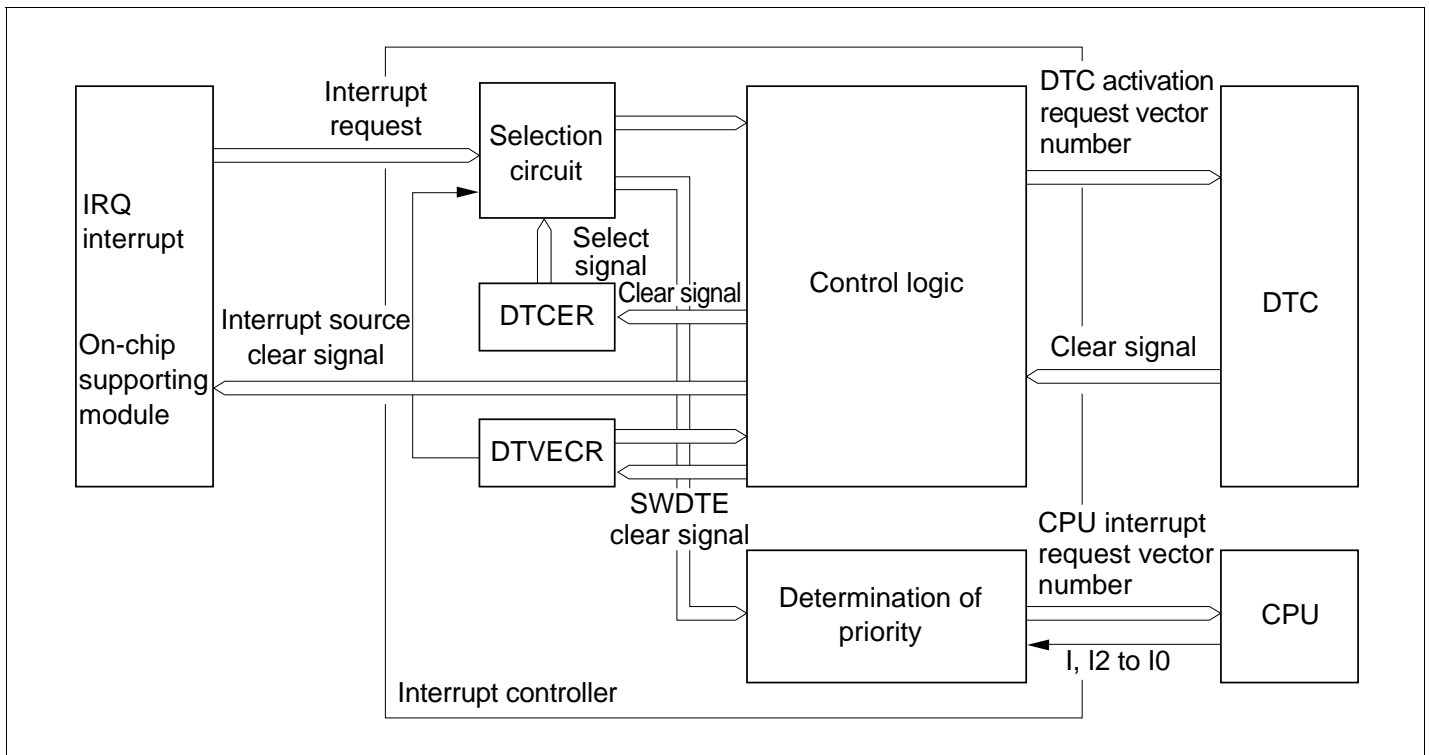 Interrupt
request
Selection
circuit
DTC activation
request vector
number
IRQ
interrupt
Select
signal
Control logic
DTC
DTCER
Clear signal
Interrupt source
clear signal
On-chip
supporting
module
Clear signal
DTVECR
SWDTE
clear signal
CPU interrupt
request vector
number
Determination of
priority
CPU
I, I2 to I0
Interrupt controller